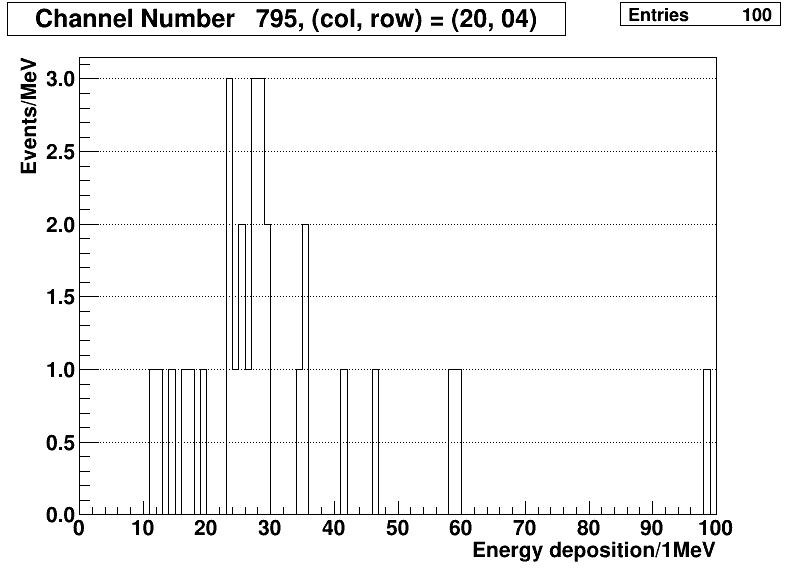 Channel Number 795, (col, row) = (20, 04)
Entries 100
Events/MeV
3.0
2.5
2.0
1.5
1.0
0.5
0.0
0 10 20 30 40 50 60 70 80 90 100
Energy deposition/1MeV